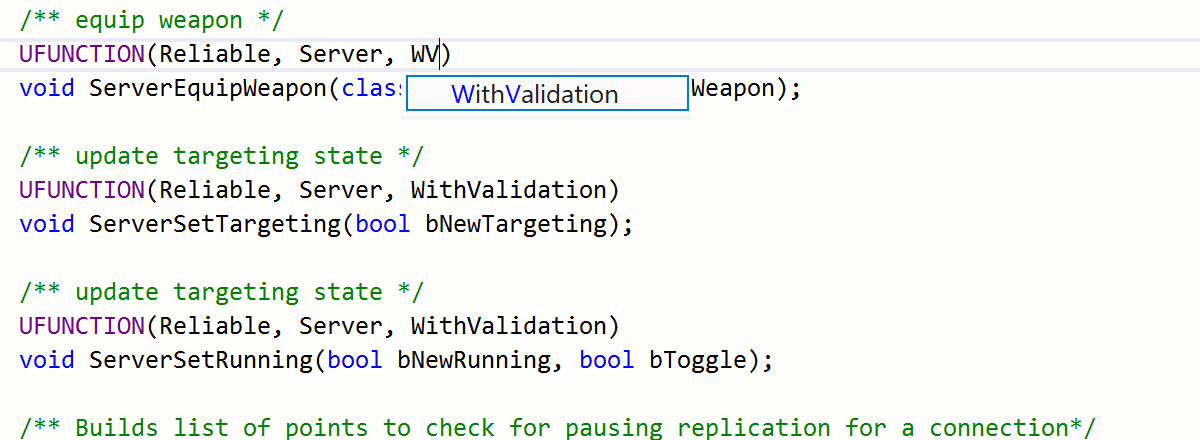 /** equip weapon */
UFUNCTION(Reliable, Server, WV)
void ServerEquipWeapon(clas Weapon);
WithValidation
/** update targeting state */
UFUNCTION(Reliable, Server, WithValidation)
void ServerSetTargeting(bool bNewTargeting);
/** update targeting state */
UFUNCTION(Reliable, Server, WithValidation)
void ServerSetRunning(bool bNewRunning, bool bToggle);
/** Builds list of points to check for pausing replication for a connection*/